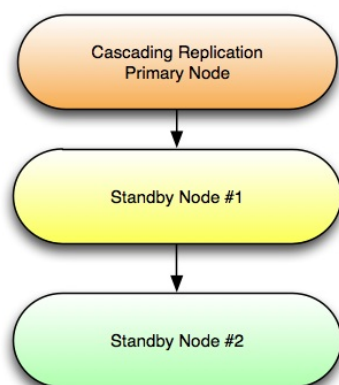 Cascading Replication
Primary Node
Standby Node #1
Standby Node #2